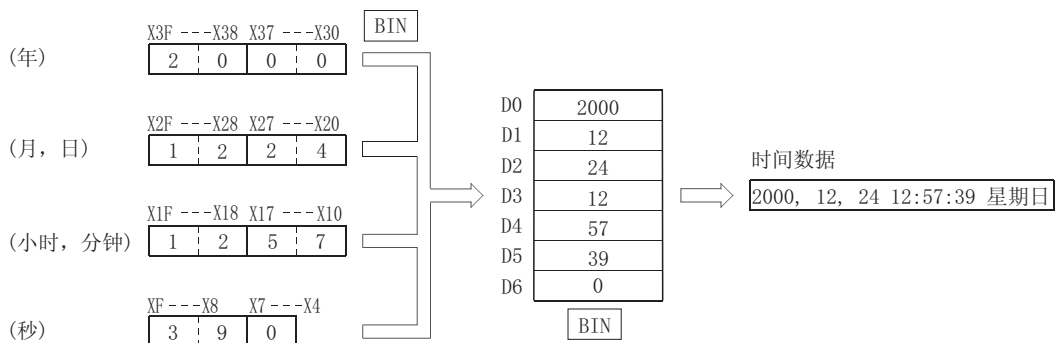 X3F ---X38 X37 ---X30
BIN
(年)
2 0 0 0
X2F ---X28 X27 ---X20
(月，日)
1 2 2 4
X1F ---X18 X17 ---X10
(小时，分钟)
1 2 5 7
XF ---X8 X7 ---X4
(秒)
3 9 0
D0 2000
D1 12
D2 24
D3 12
D4 57
D5 39
D6 0
BIN
时间数据
2000, 12, 24 12:57:39 星期日